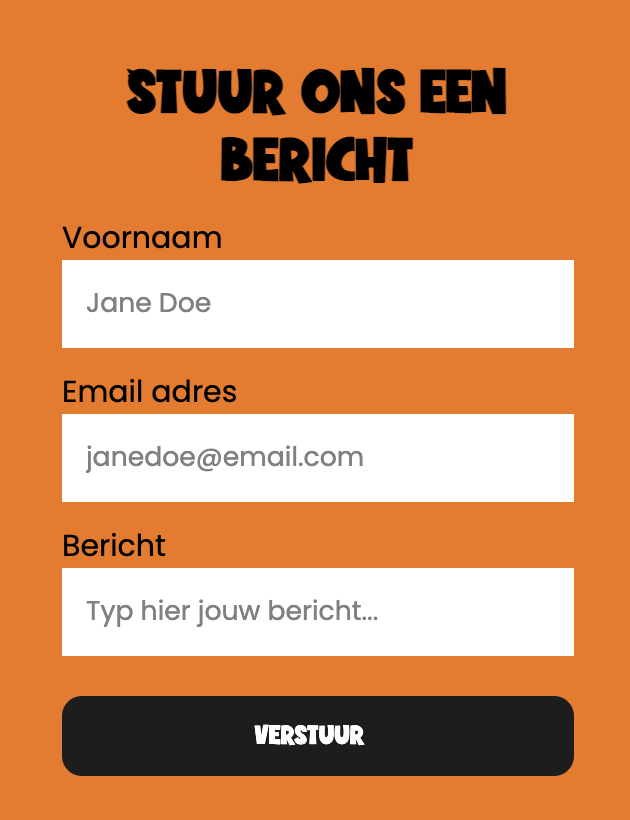 STUUR ONS EEN
BERICHT
Voornaam
Jane Doe
Email adres
janedoe@email.com
Bericht
Typ hier jouw bericht...
VERSTUUR